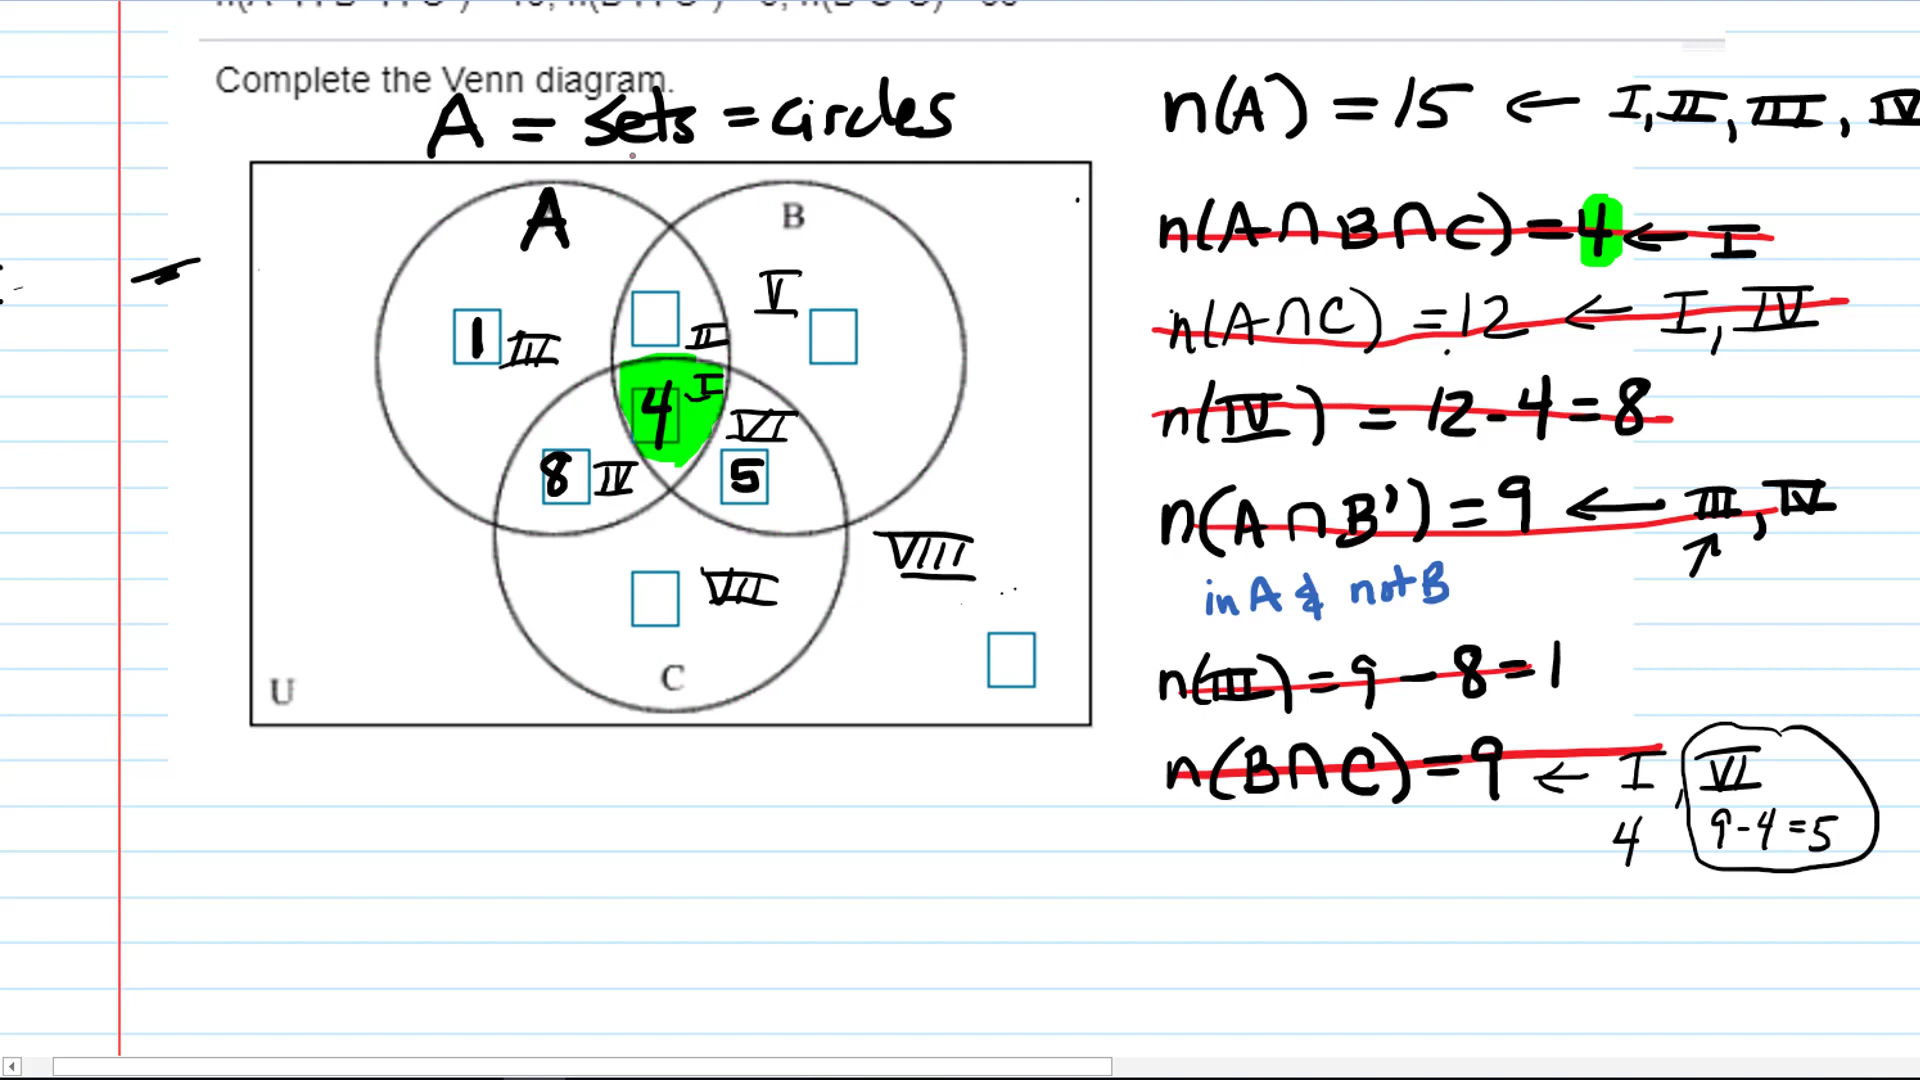 Complete the Venn diagram.
A = sets = circles
A
B
V
1 III
II
4 I
VI
8 IV
5
VIII
VII
C
U
n(A) = 15 ← I, II, III, IV
n(A∩B∩C) = 4 ← I
n(A∩C) = 12 ← I, IV
n(IV) = 12 - 4 = 8
n(A∩B') = 9 ← III, IV
in A & not B
n(III) = 9 - 8 = 1
n(B∩C) = 9 ← I, VI
4 9 - 4 = 5